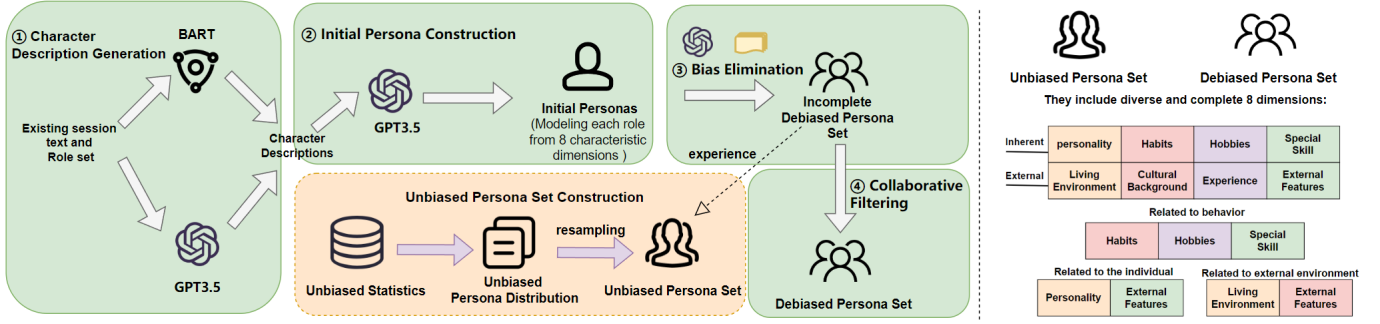 ① Character
Description Generation
BART
Existing session
text and
Role set
GPT3.5
Character
Descriptions
② Initial Persona Construction
GPT3.5
Initial Personas
(Modeling each role
from 8 characteristic
dimensions )
③ Bias Elimination
Incomplete
Debiased Persona
Set
experience
④ Collaborative
Filtering
Debiased Persona Set
Unbiased Persona Set Construction
resampling
Unbiased Statistics
Unbiased
Persona Distribution
Unbiased Persona Set
Unbiased Persona Set
Debiased Persona Set
They include diverse and complete 8 dimensions:
Inherent
personality
Habits
Hobbies
Special
Skill
External
Living
Environment
Cultural
Background
Experience
External
Features
Related to behavior
Habits
Hobbies
Special
Skill
Related to the individual
Personality
External
Features
Related to external environment
Living
Environment
External
Features